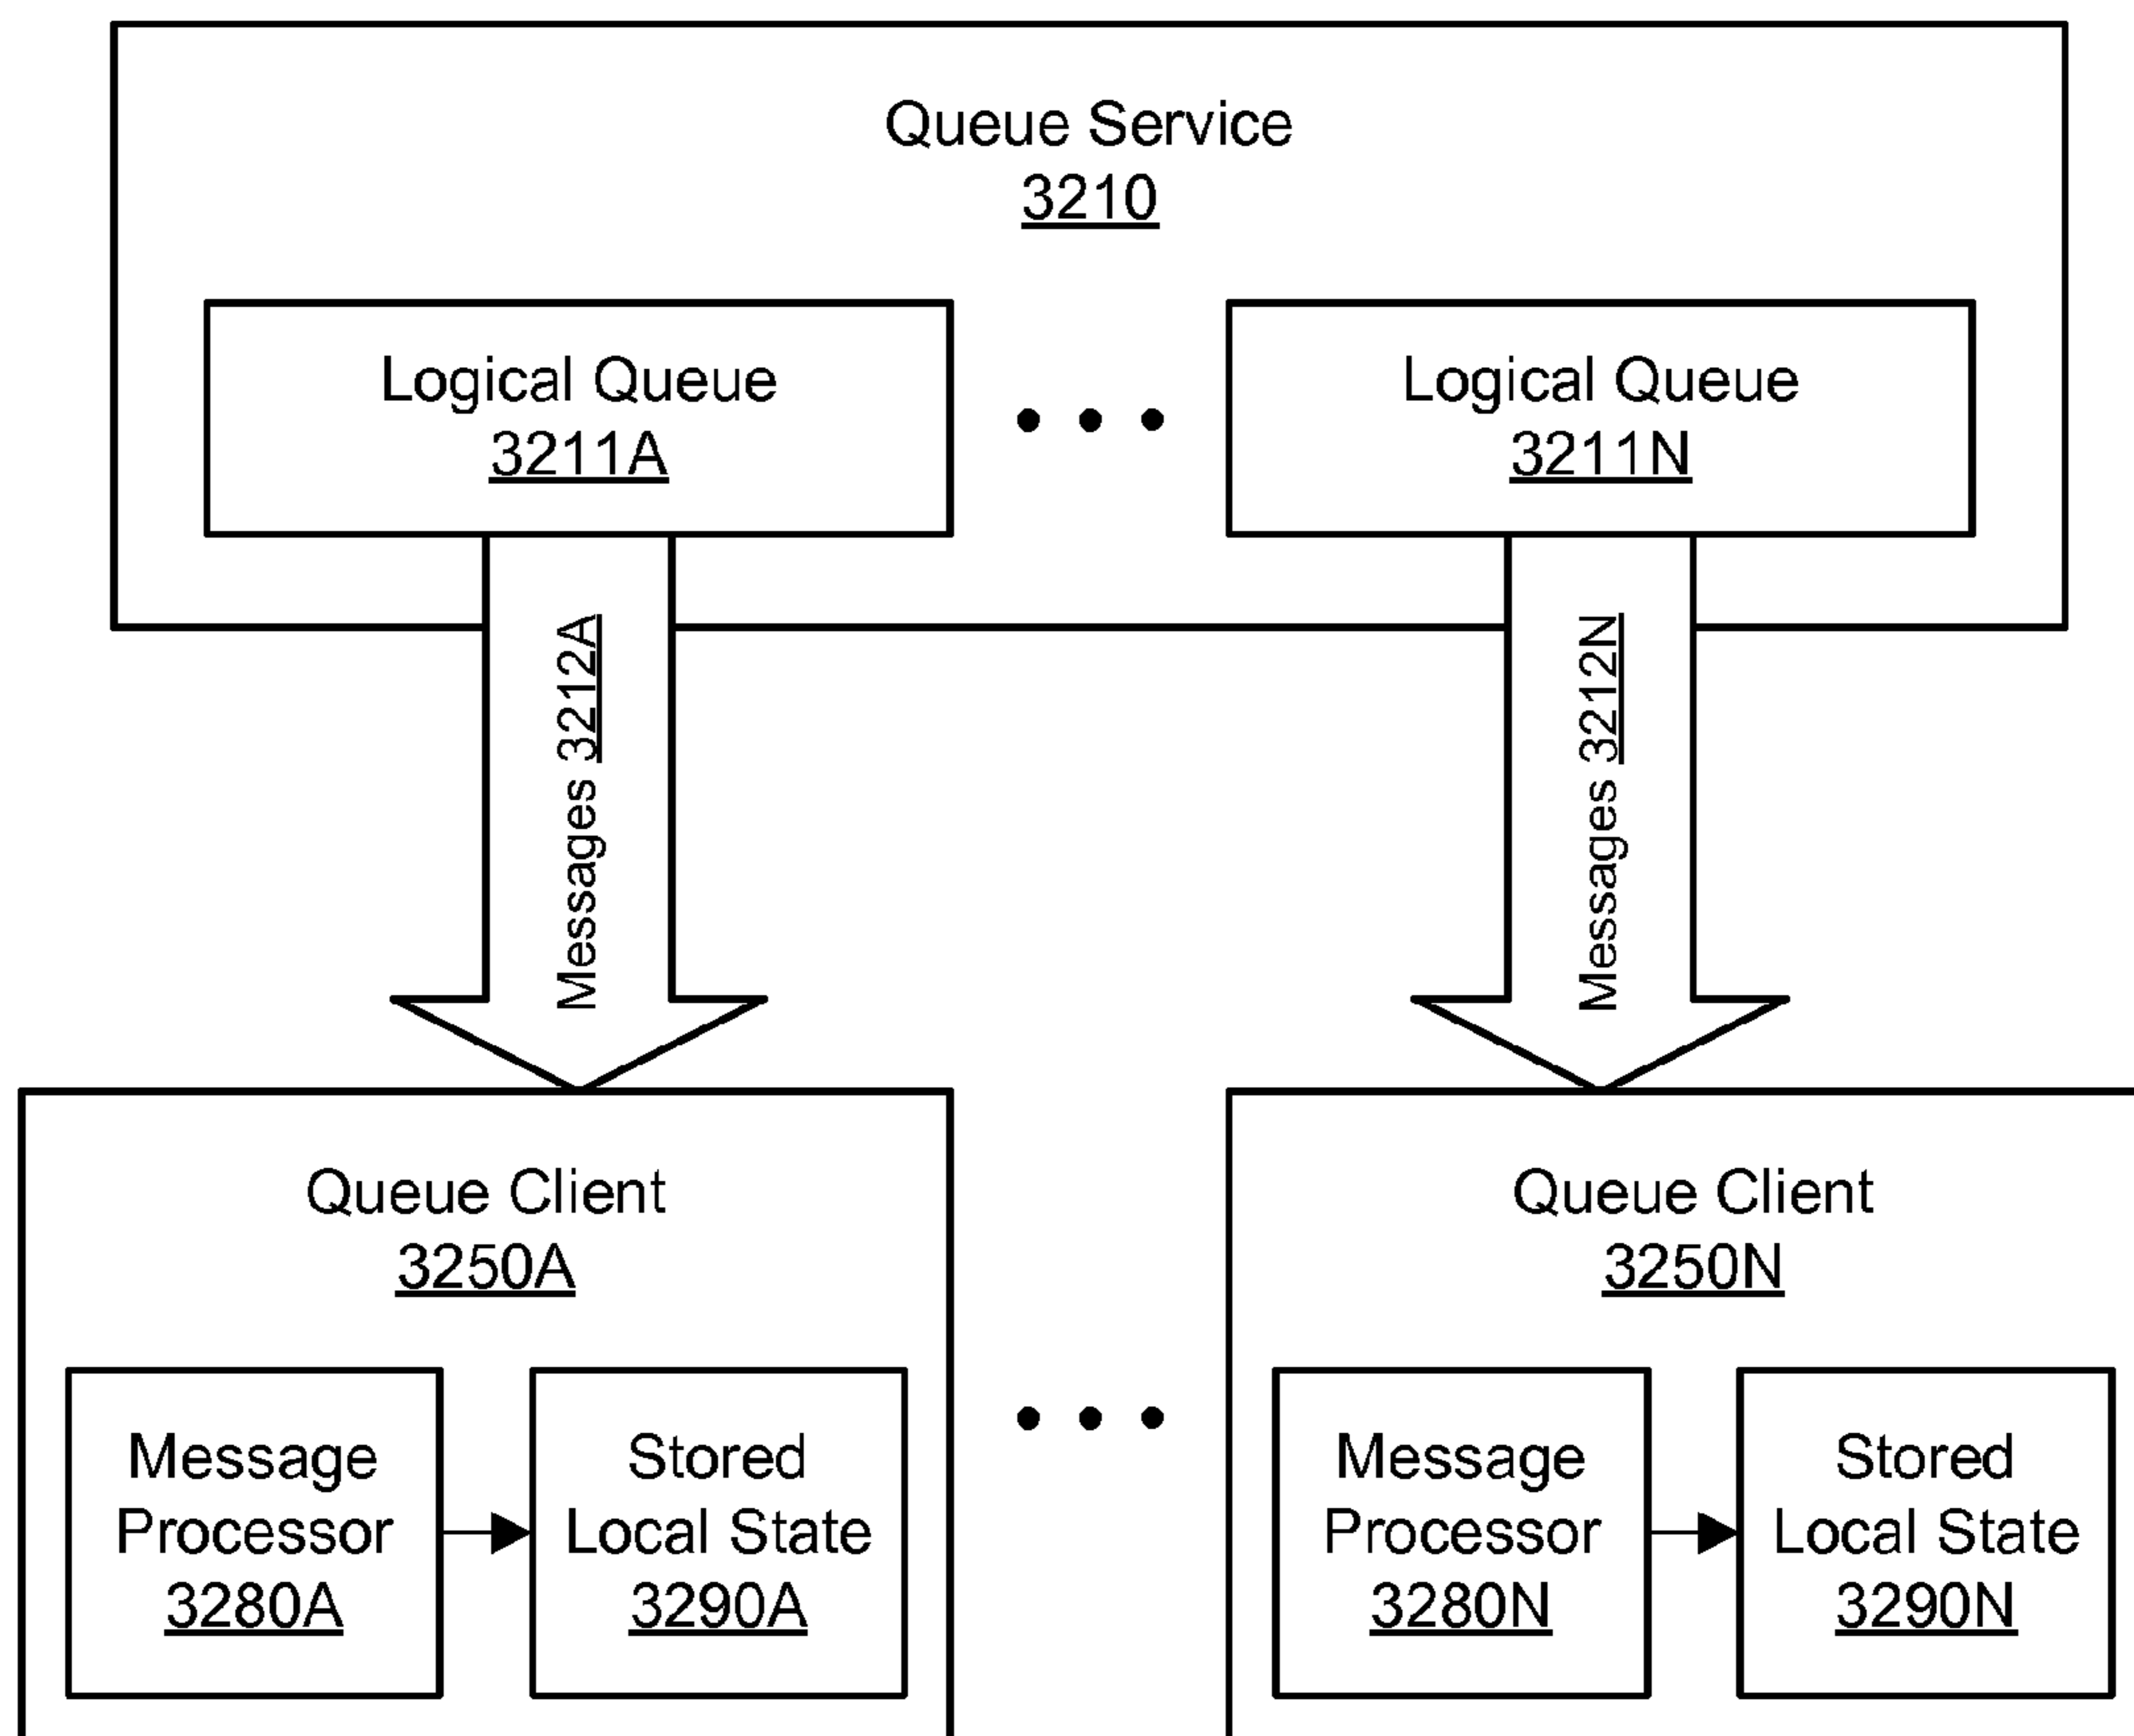 Queue Service
3210
Logical Queue
3211A
Logical Queue
3211N
Messages 3212A
Messages 3212N
Queue Client
3250A
Queue Client
3250N
Message
Processor
3280A
Stored
Local State
3290A
Message
Processor
3280N
Stored
Local State
3290N